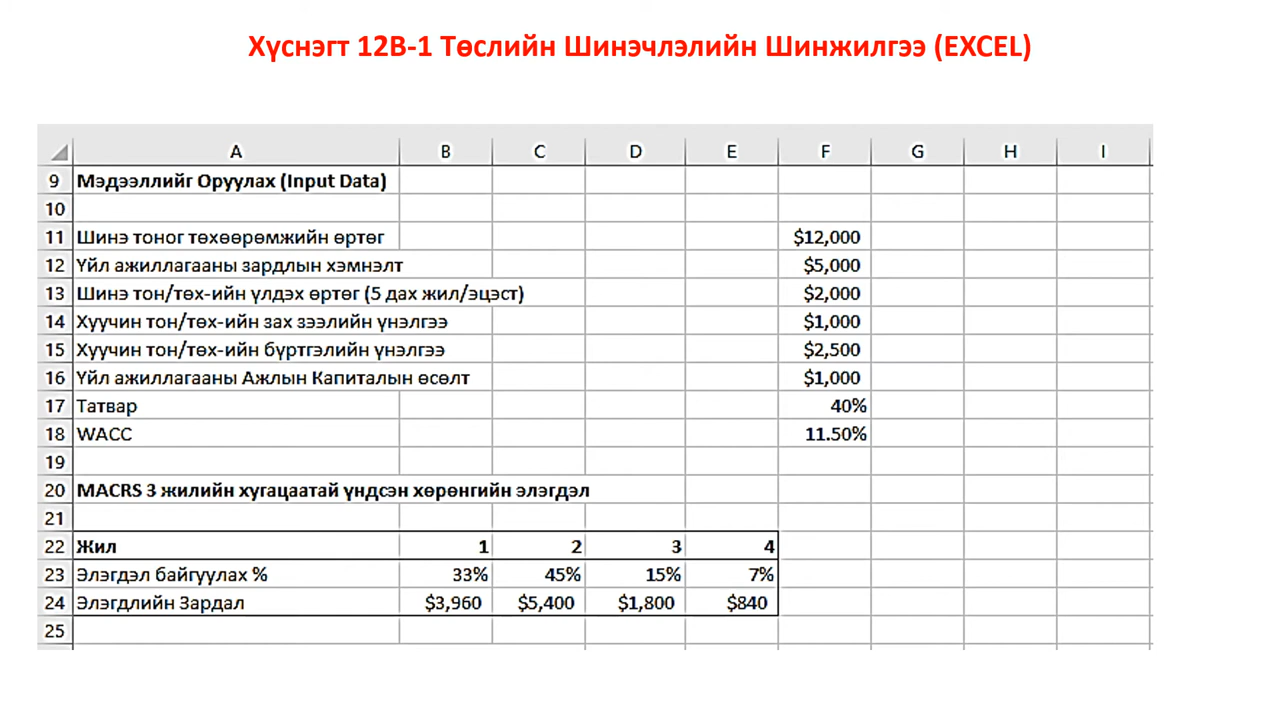 Хүснэгт 12B-1 Төслийн Шинэчлэлийн Шинжилгээ (EXCEL)
A B C D E F G H I
9 Мэдээллийг Оруулах (Input Data)
10
11 Шинэ тоног төхөөрөмжийн өртөг $12,000
12 Үйл ажиллагааны зардлын хэмнэлт $5,000
13 Шинэ тон/төх-ийн үлдэх өртөг (5 дах жил/эцэст) $2,000
14 Хуучин тон/төх-ийн зах зээлийн үнэлгээ $1,000
15 Хуучин тон/төх-ийн бүртгэлийн үнэлгээ $2,500
16 Үйл ажиллагааны Ажлын Капиталын өсөлт $1,000
17 Татвар 40%
18 WACC 11.50%
19
20 MACRS 3 жилийн хугацаатай үндсэн хөрөнгийн элэгдэл
21
22 Жил 1 2 3 4
23 Элэгдэл байгуулах % 33% 45% 15% 7%
24 Элэгдлийн Зардал $3,960 $5,400 $1,800 $840
25